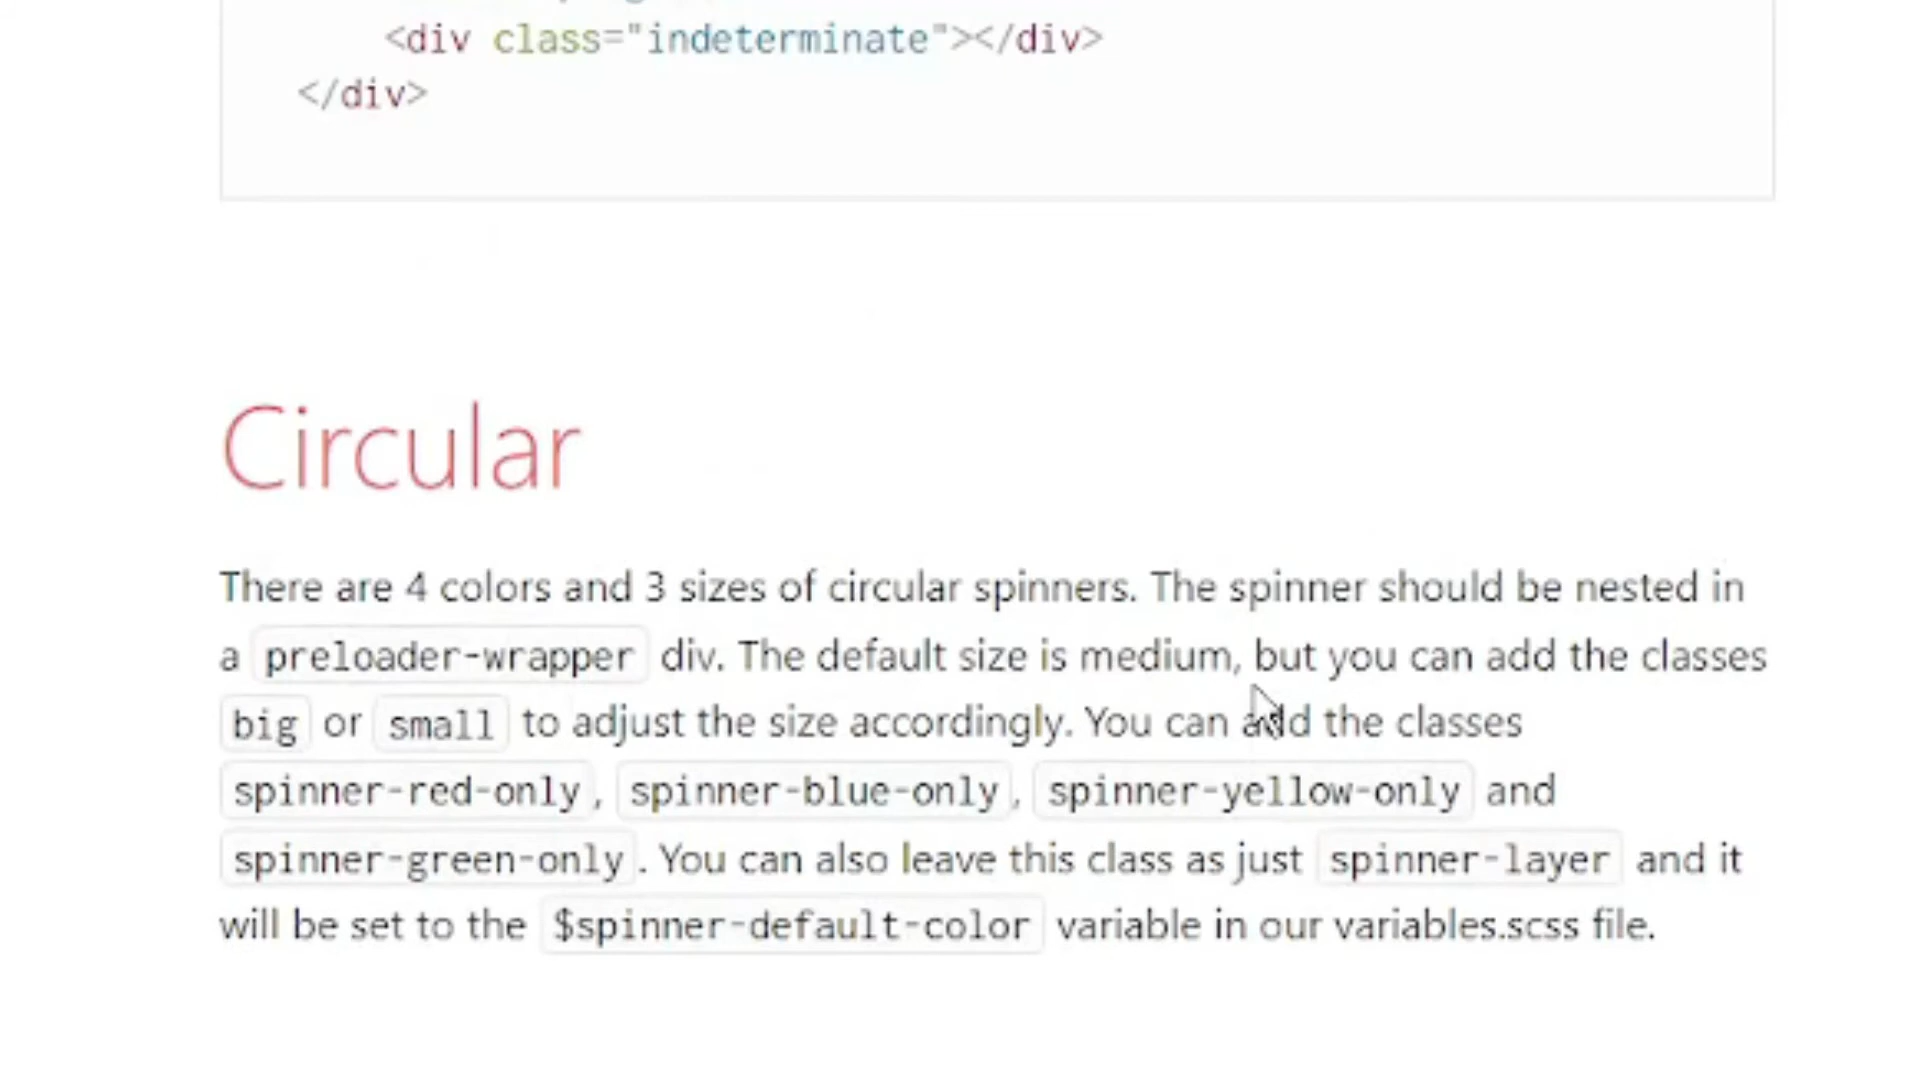 <div class="indeterminate"></div>
</div>
Circular
There are 4 colors and 3 sizes of circular spinners. The spinner should be nested in
a preloader-wrapper div. The default size is medium, but you can add the classes
big or small to adjust the size accordingly. You can add the classes
spinner-red-only, spinner-blue-only, spinner-yellow-only and
spinner-green-only. You can also leave this class as just spinner-layer and it
will be set to the $spinner-default-color variable in our variables.scss file.